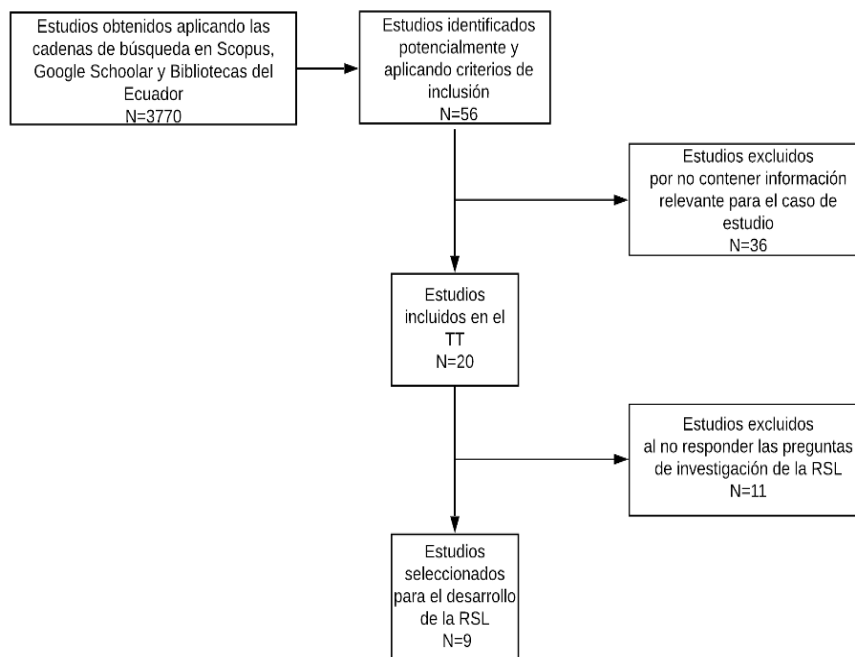 Estudios obtenidos aplicando las
cadenas de búsqueda en Scopus,
Google Schoolar y Bibliotecas del
Ecuador
N=3770
Estudios identificados
potencialmente y
aplicando criterios de
inclusión
N=56
Estudios excluidos
por no contener información
relevante para el caso de
estudio
N=36
Estudios
incluidos en el
TT
N=20
Estudios excluidos
al no responder las preguntas
de investigación de la RSL
N=11
Estudios
seleccionados
para el desarrollo
de la RSL
N=9